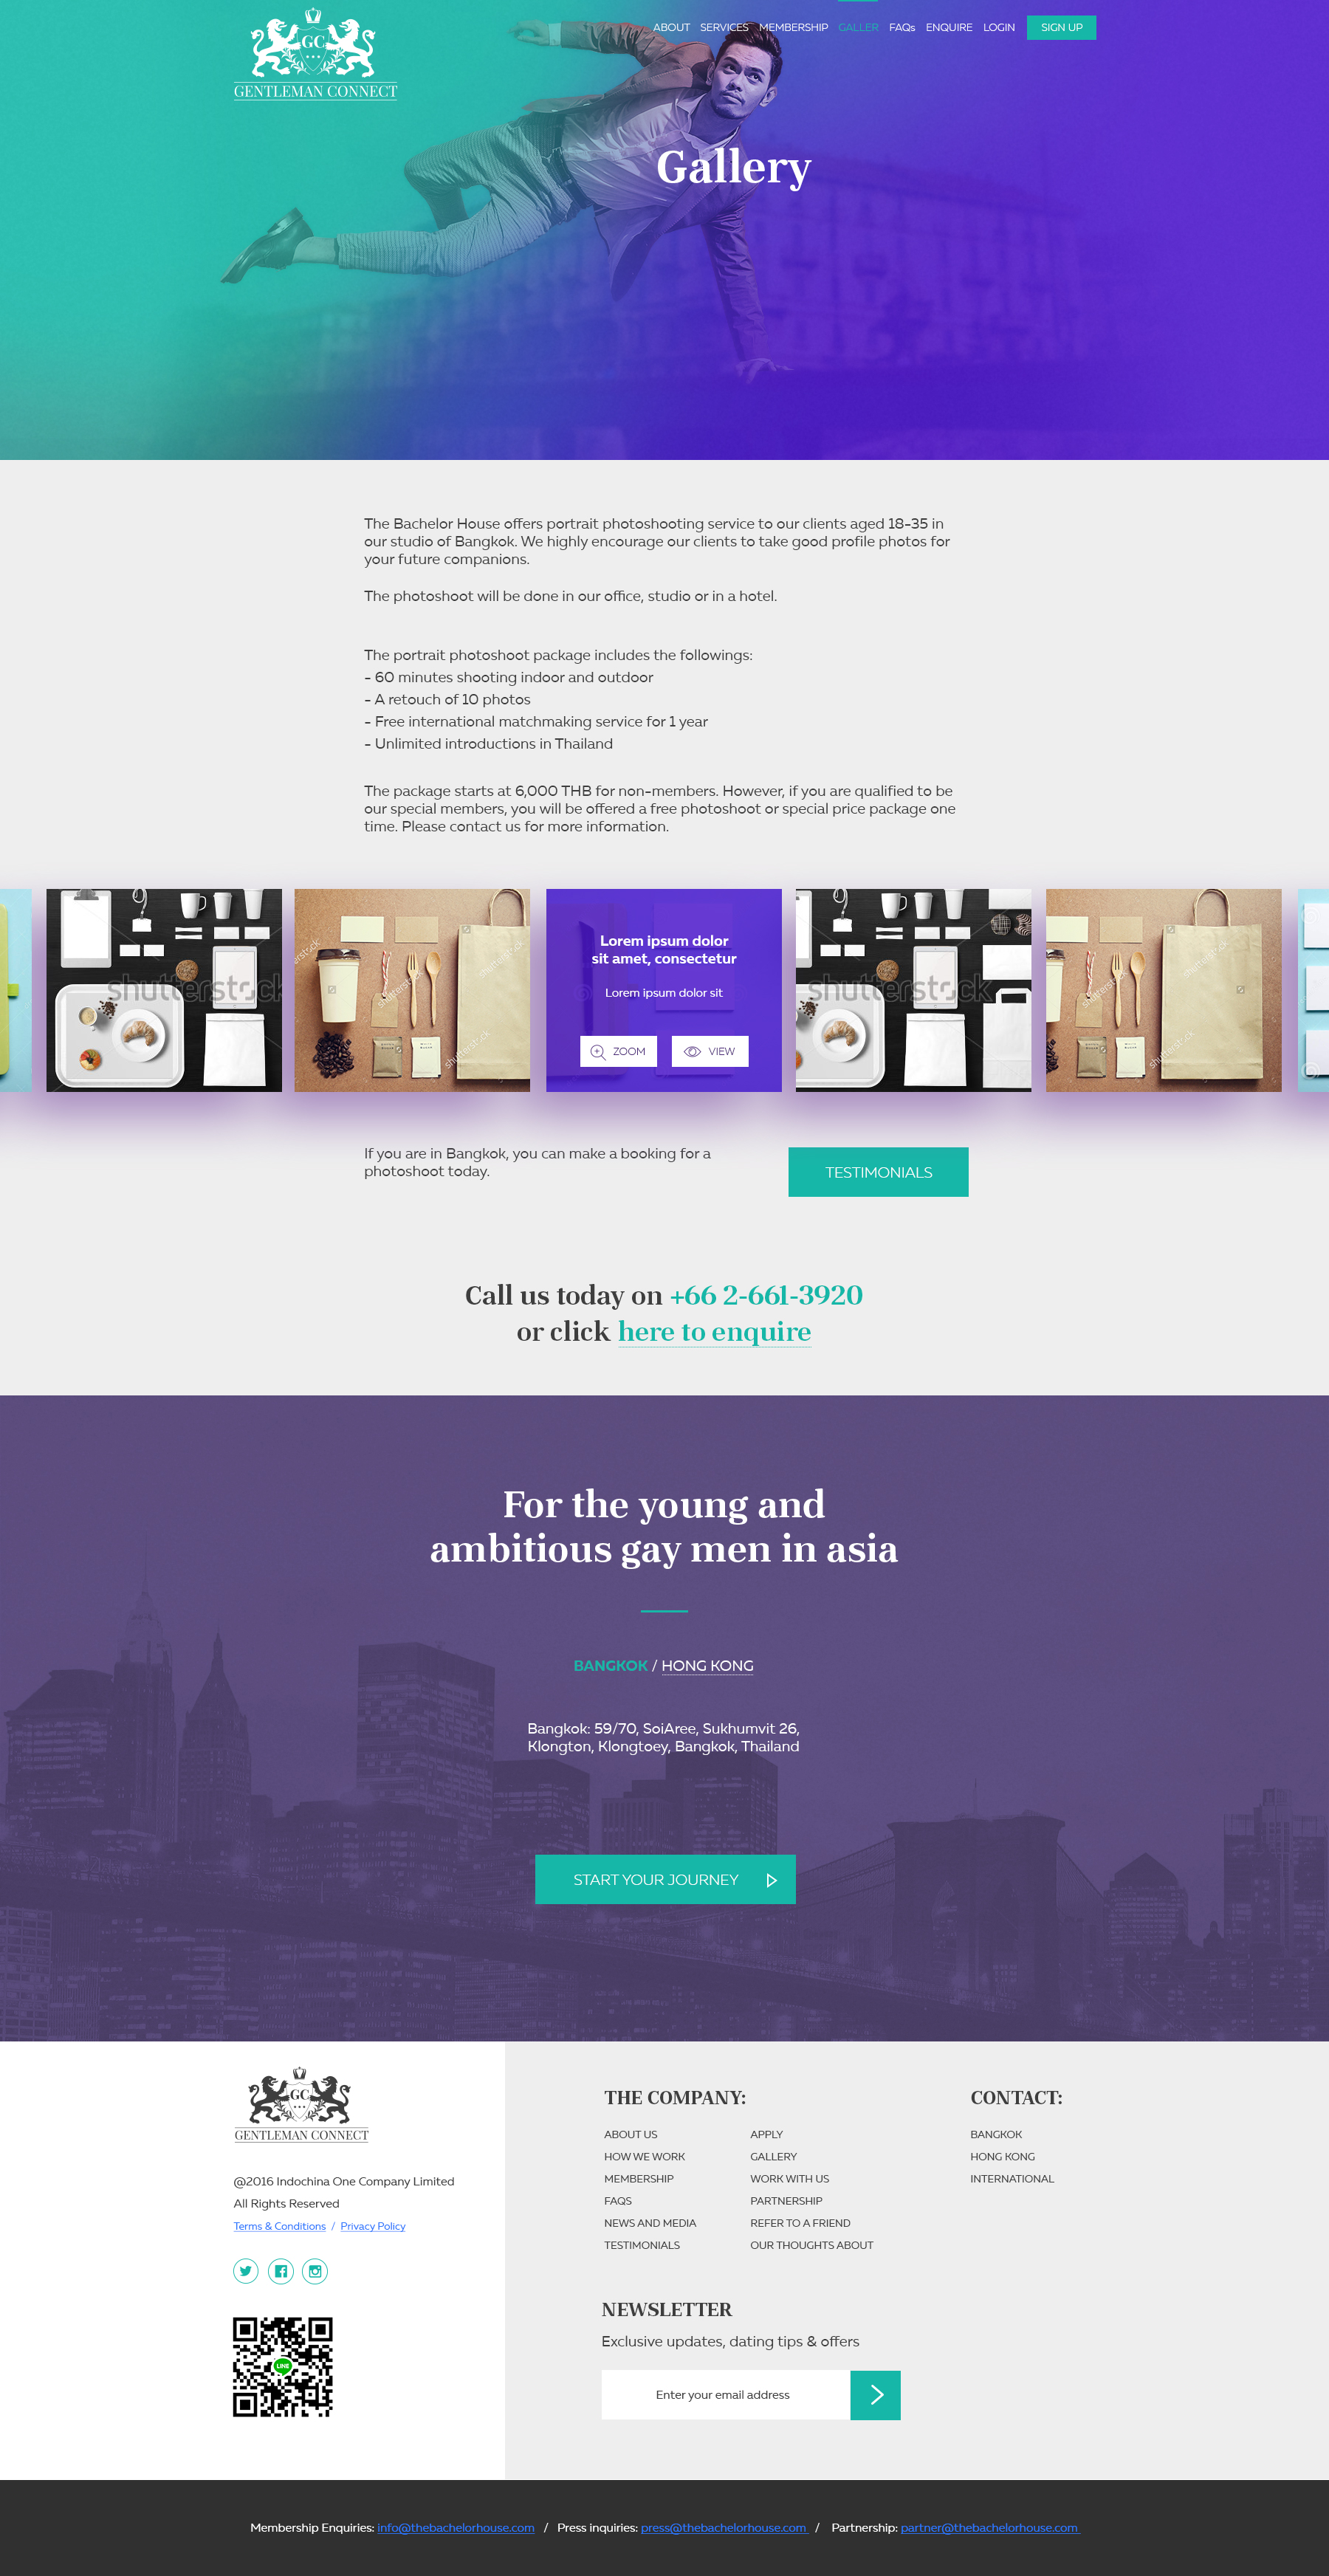 GC
GENTLEMAN CONNECT
ABOUT SERVICES MEMBERSHIP GALLER FAQs ENQUIRE LOGIN SIGN UP
Gallery
The Bachelor House offers portrait photoshooting service to our clients aged 18-35 in
our studio of Bangkok. We highly encourage our clients to take good profile photos for
your future companions.
The photoshoot will be done in our office, studio or in a hotel.
The portrait photoshoot package includes the followings:
- 60 minutes shooting indoor and outdoor
- A retouch of 10 photos
- Free international matchmaking service for 1 year
- Unlimited introductions in Thailand
The package starts at 6,000 THB for non-members. However, if you are qualified to be
our special members, you will be offered a free photoshoot or special price package one
time. Please contact us for more information.
shutterstock
shutterstock
Lorem ipsum dolor
sit amet, consectetur
Lorem ipsum dolor sit
ZOOM VIEW
shutterstock
shutterstock
If you are in Bangkok, you can make a booking for a
photoshoot today.
TESTIMONIALS
Call us today on +66 2-661-3920
or click here to enquire
For the young and
ambitious gay men in asia
BANGKOK / HONG KONG
Bangkok: 59/70, SoiAree, Sukhumvit 26,
Klongton, Klongtoey, Bangkok, Thailand
START YOUR JOURNEY
GC
GENTLEMAN CONNECT
@2016 Indochina One Company Limited
All Rights Reserved
Terms & Conditions / Privacy Policy
LINE
THE COMPANY:
ABOUT US
HOW WE WORK
MEMBERSHIP
FAQS
NEWS AND MEDIA
TESTIMONIALS
APPLY
GALLERY
WORK WITH US
PARTNERSHIP
REFER TO A FRIEND
OUR THOUGHTS ABOUT
CONTACT:
BANGKOK
HONG KONG
INTERNATIONAL
NEWSLETTER
Exclusive updates, dating tips & offers
Enter your email address
Membership Enquiries: info@thebachelorhouse.com / Press inquiries: press@thebachelorhouse.com / Partnership: partner@thebachelorhouse.com